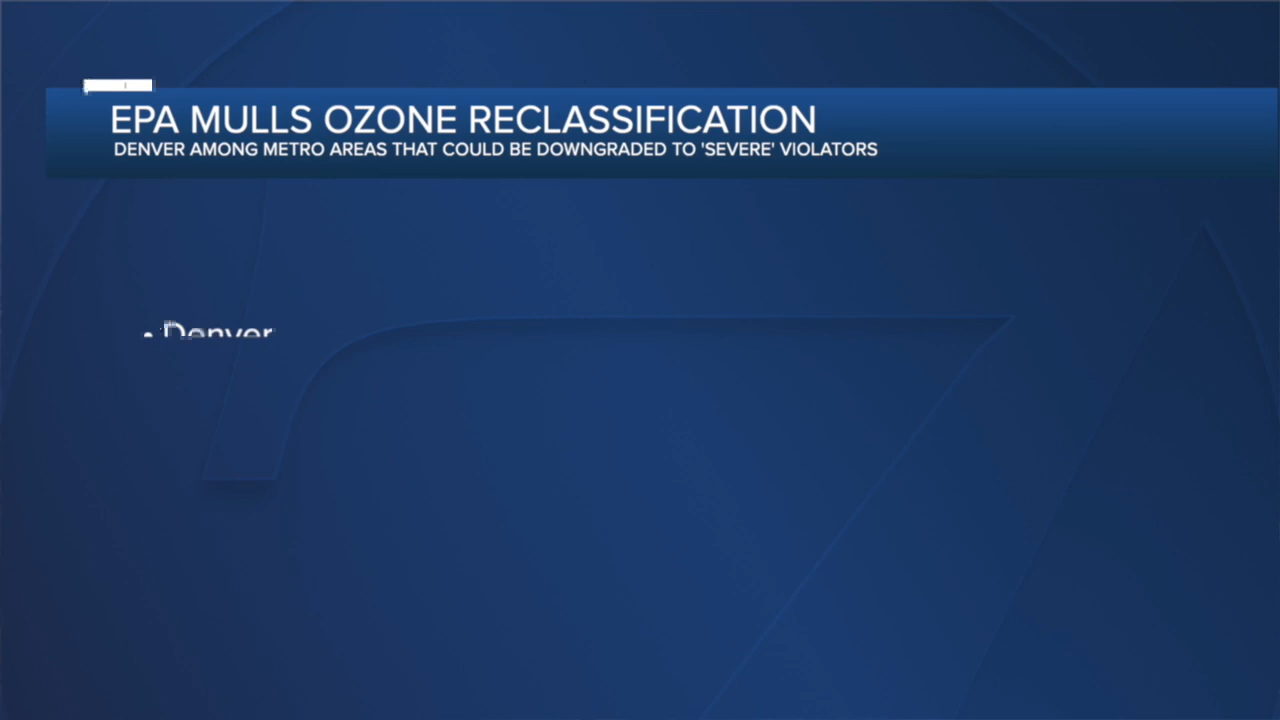 EPA MULLS OZONE RECLASSIFICATION
DENVER AMONG METRO AREAS THAT COULD BE DOWNGRADED TO 'SEVERE' VIOLATORS
• Denver